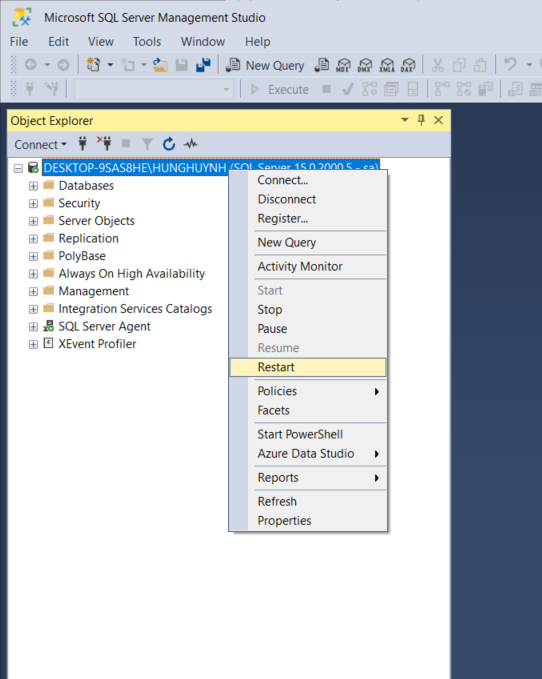 Microsoft SQL Server Management Studio
File Edit View Tools Window Help
New Query MDX DMX XMLA DAX
Execute
Object Explorer
Connect
DESKTOP-9SAS8HE\HUNGHUYNH (SQL Server 15.0.2000.5 - sa)
Databases
Security
Server Objects
Replication
PolyBase
Always On High Availability
Management
Integration Services Catalogs
SQL Server Agent
XEvent Profiler
Connect...
Disconnect
Register...
New Query
Activity Monitor
Start
Stop
Pause
Resume
Restart
Policies
Facets
Start PowerShell
Azure Data Studio
Reports
Refresh
Properties